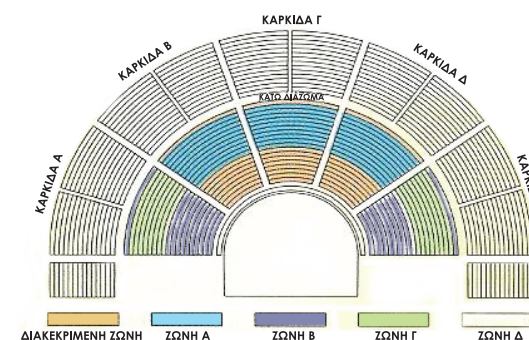 ΚΑΡΚΙΔΑ Γ
ΚΑΡΚΙΔΑ Β
ΚΑΡΚΙΔΑ Δ
ΚΑΤΩ ΔΙΑΖΩΜΑ
ΚΑΡΚΙΔΑ Α
ΔΙΑΚΕΚΡΙΜΕΝΗ ΖΩΝΗ
ΖΩΝΗ Α
ΖΩΝΗ Β
ΖΩΝΗ Γ
ΖΩΝΗ Δ